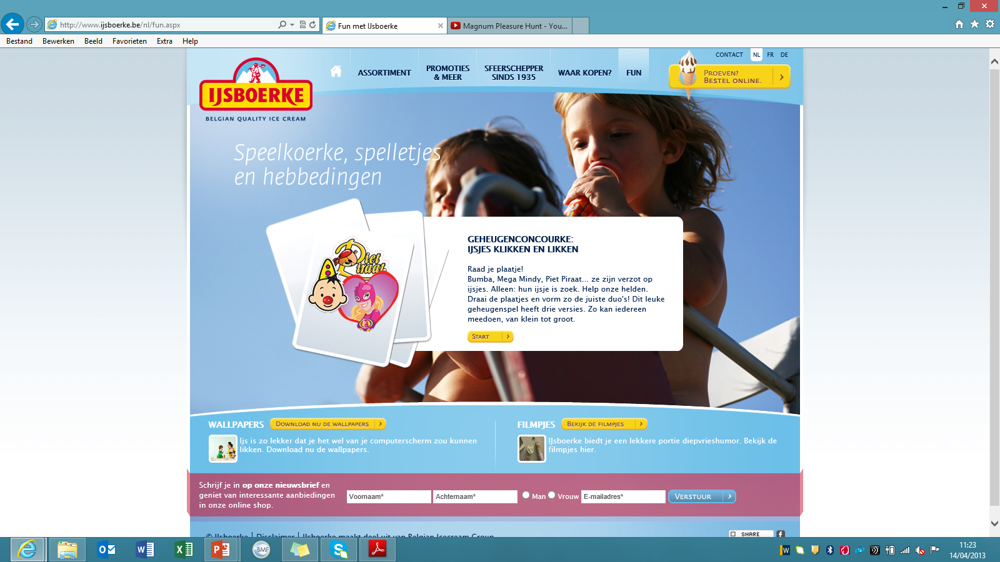 http://www.ijsboerke.be/nl/fun.aspx
Fun met IJsboerke
Magnum Pleasure Hunt - You...
Bestand Bewerken Beeld Favorieten Extra Help
CONTACT NL FR DE
ASSORTIMENT
PROMOTIES
& MEER
SFEERSCHEPPER
SINDS 1935
WAAR KOPEN?
FUN
PROEVEN?
BESTEL ONLINE.
IJSBOERKE
BELGIAN QUALITY ICE CREAM
Speelkoerke, spelletjes
en hebbedingen
Piet
Piraat
GEHEUGENCONCOURKE:
IJSJES KLIKKEN EN LIKKEN
Raad je plaatje!
Bumba, Mega Mindy, Piet Piraat... ze zijn verzot op
ijsjes. Alleen: hun ijsje is zoek. Help onze helden.
Draai de plaatjes en vorm zo de juiste duo's! Dit leuke
geheugenspel heeft drie versies. Zo kan iedereen
meedoen, van klein tot groot.
START
WALLPAPERS DOWNLOAD NU DE WALLPAPERS
Ijs is zo lekker dat je het wel van je computerscherm zou kunnen
likken. Download nu de wallpapers.
FILMPJES BEKIJK DE FILMPJES
IJsboerke biedt je een lekkere portie diepvrieshumor. Bekijk de
filmpjes hier.
Schrijf je in op onze nieuwsbrief en
geniet van interessante aanbiedingen
in onze online shop.
Voornaam* Achternaam* Man Vrouw E-mailadres* VERSTUUR
© IJsboerke | Disclaimer | IJsboerke maakt deel uit van Belgian Icecream Group
SHARE
BMF
11:23
14/04/2013